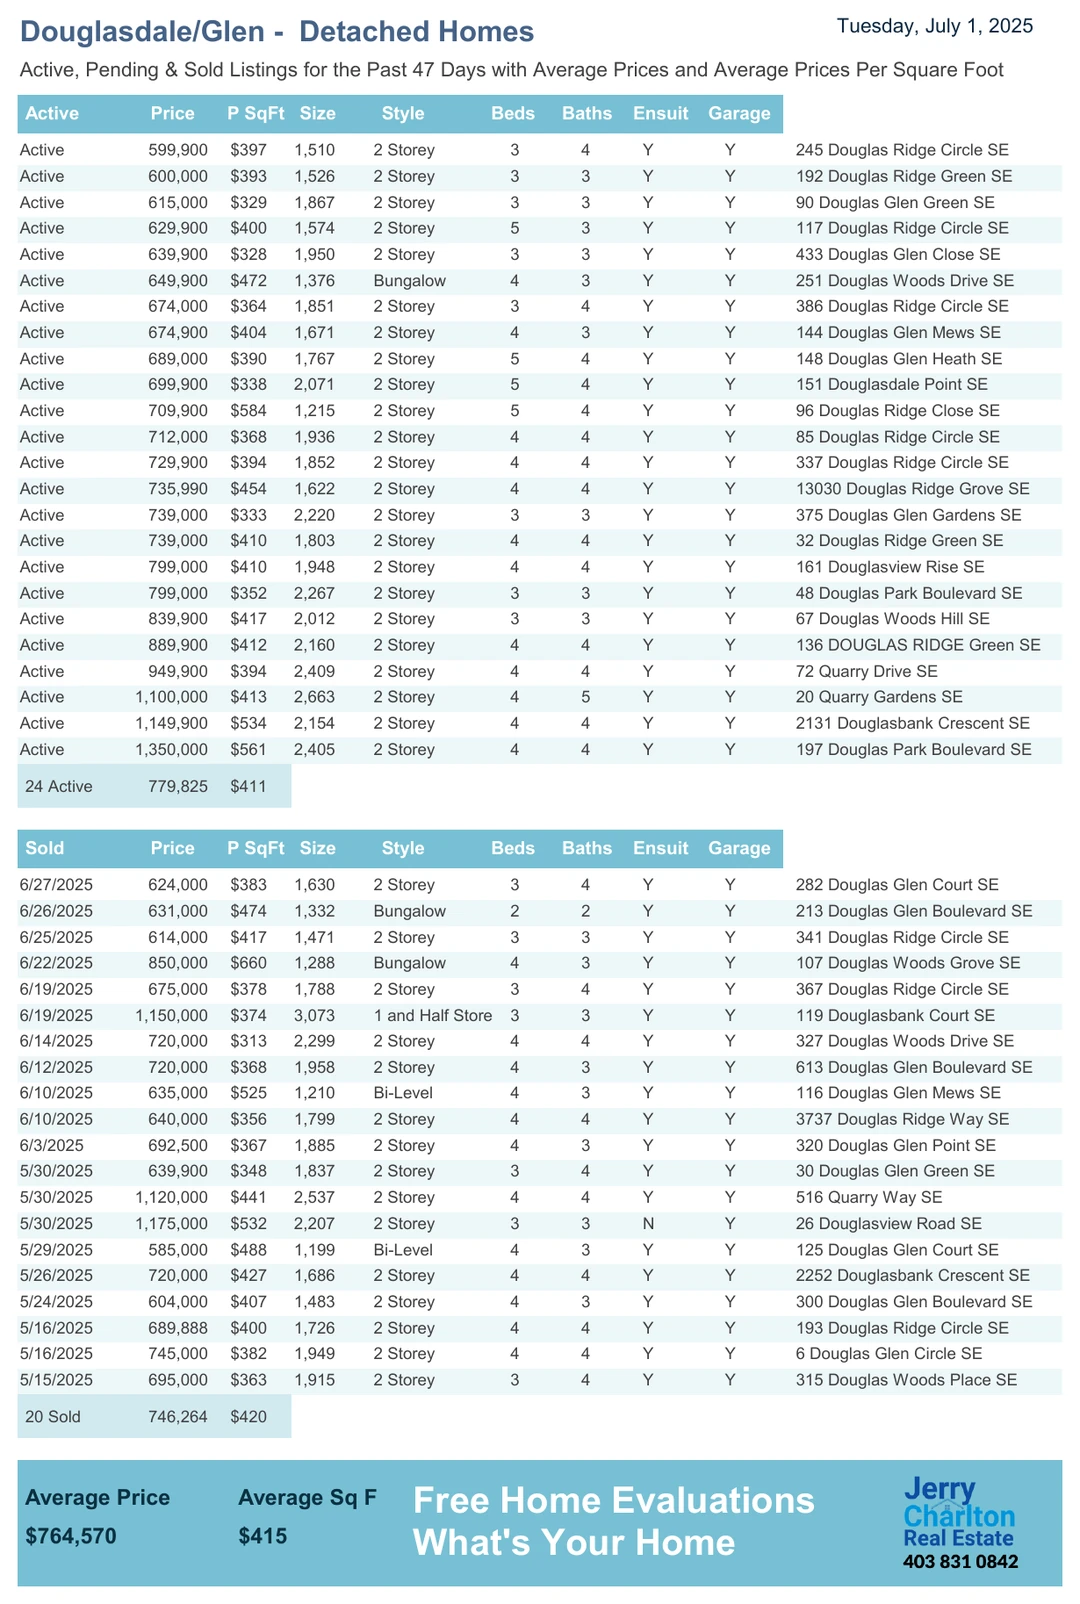 Douglasdale/Glen - Detached Homes
Tuesday, July 1, 2025
Active, Pending & Sold Listings for the Past 47 Days with Average Prices and Average Prices Per Square Foot
Active Price P SqFt Size Style Beds Baths Ensuit Garage
Active 599,900 $397 1,510 2 Storey 3 4 Y Y 245 Douglas Ridge Circle SE
Active 600,000 $393 1,526 2 Storey 3 3 Y Y 192 Douglas Ridge Green SE
Active 615,000 $329 1,867 2 Storey 3 3 Y Y 90 Douglas Glen Green SE
Active 629,900 $400 1,574 2 Storey 5 3 Y Y 117 Douglas Ridge Circle SE
Active 639,900 $328 1,950 2 Storey 3 3 Y Y 433 Douglas Glen Close SE
Active 649,900 $472 1,376 Bungalow 4 3 Y Y 251 Douglas Woods Drive SE
Active 674,000 $364 1,851 2 Storey 3 4 Y Y 386 Douglas Ridge Circle SE
Active 674,900 $404 1,671 2 Storey 4 3 Y Y 144 Douglas Glen Mews SE
Active 689,000 $390 1,767 2 Storey 5 4 Y Y 148 Douglas Glen Heath SE
Active 699,900 $338 2,071 2 Storey 5 4 Y Y 151 Douglasdale Point SE
Active 709,900 $584 1,215 2 Storey 5 4 Y Y 96 Douglas Ridge Close SE
Active 712,000 $368 1,936 2 Storey 4 4 Y Y 85 Douglas Ridge Circle SE
Active 729,900 $394 1,852 2 Storey 4 4 Y Y 337 Douglas Ridge Circle SE
Active 735,990 $454 1,622 2 Storey 4 4 Y Y 13030 Douglas Ridge Grove SE
Active 739,000 $333 2,220 2 Storey 3 3 Y Y 375 Douglas Glen Gardens SE
Active 739,000 $410 1,803 2 Storey 4 4 Y Y 32 Douglas Ridge Green SE
Active 799,000 $410 1,948 2 Storey 4 4 Y Y 161 Douglasview Rise SE
Active 799,000 $352 2,267 2 Storey 3 3 Y Y 48 Douglas Park Boulevard SE
Active 839,900 $417 2,012 2 Storey 3 3 Y Y 67 Douglas Woods Hill SE
Active 889,900 $412 2,160 2 Storey 4 4 Y Y 136 DOUGLAS RIDGE Green SE
Active 949,900 $394 2,409 2 Storey 4 4 Y Y 72 Quarry Drive SE
Active 1,100,000 $413 2,663 2 Storey 4 5 Y Y 20 Quarry Gardens SE
Active 1,149,900 $534 2,154 2 Storey 4 4 Y Y 2131 Douglasbank Crescent SE
Active 1,350,000 $561 2,405 2 Storey 4 4 Y Y 197 Douglas Park Boulevard SE
24 Active 779,825 $411
Sold Price P SqFt Size Style Beds Baths Ensuit Garage
6/27/2025 624,000 $383 1,630 2 Storey 3 4 Y Y 282 Douglas Glen Court SE
6/26/2025 631,000 $474 1,332 Bungalow 2 2 Y Y 213 Douglas Glen Boulevard SE
6/25/2025 614,000 $417 1,471 2 Storey 3 3 Y Y 341 Douglas Ridge Circle SE
6/22/2025 850,000 $660 1,288 Bungalow 4 3 Y Y 107 Douglas Woods Grove SE
6/19/2025 675,000 $378 1,788 2 Storey 3 4 Y Y 367 Douglas Ridge Circle SE
6/19/2025 1,150,000 $374 3,073 1 and Half Store 3 3 Y Y 119 Douglasbank Court SE
6/14/2025 720,000 $313 2,299 2 Storey 4 4 Y Y 327 Douglas Woods Drive SE
6/12/2025 720,000 $368 1,958 2 Storey 4 3 Y Y 613 Douglas Glen Boulevard SE
6/10/2025 635,000 $525 1,210 Bi-Level 4 3 Y Y 116 Douglas Glen Mews SE
6/10/2025 640,000 $356 1,799 2 Storey 4 4 Y Y 3737 Douglas Ridge Way SE
6/3/2025 692,500 $367 1,885 2 Storey 4 3 Y Y 320 Douglas Glen Point SE
5/30/2025 639,900 $348 1,837 2 Storey 3 4 Y Y 30 Douglas Glen Green SE
5/30/2025 1,120,000 $441 2,537 2 Storey 4 4 Y Y 516 Quarry Way SE
5/30/2025 1,175,000 $532 2,207 2 Storey 3 3 N Y 26 Douglasview Road SE
5/29/2025 585,000 $488 1,199 Bi-Level 4 3 Y Y 125 Douglas Glen Court SE
5/26/2025 720,000 $427 1,686 2 Storey 4 4 Y Y 2252 Douglasbank Crescent SE
5/24/2025 604,000 $407 1,483 2 Storey 4 3 Y Y 300 Douglas Glen Boulevard SE
5/16/2025 689,888 $400 1,726 2 Storey 4 4 Y Y 193 Douglas Ridge Circle SE
5/16/2025 745,000 $382 1,949 2 Storey 4 4 Y Y 6 Douglas Glen Circle SE
5/15/2025 695,000 $363 1,915 2 Storey 3 4 Y Y 315 Douglas Woods Place SE
20 Sold 746,264 $420
Average Price Average Sq F
$764,570 $415
Free Home Evaluations
What's Your Home
Jerry
Charlton
Real Estate
403 831 0842